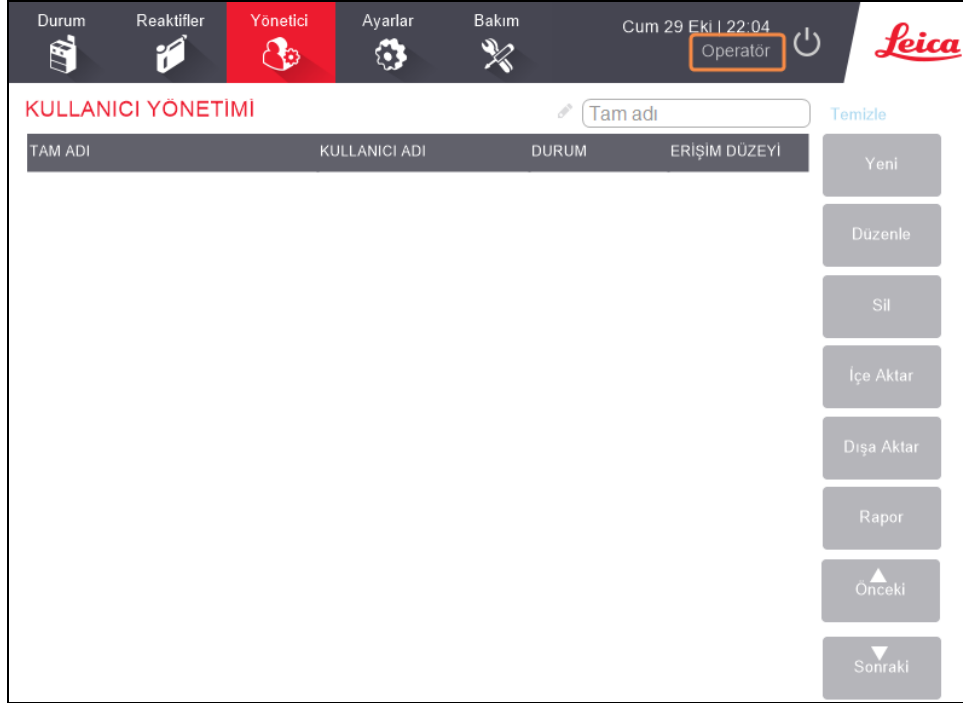 Durum Reaktifler Yönetici Ayarlar Bakım Cum 29 Eki | 22:04
Operatör
Leica
KULLANICI YÖNETİMİ Tam adı Temizle
TAM ADI KULLANICI ADI DURUM ERİŞİM DÜZEYİ
Yeni
Düzenle
Sil
İçe Aktar
Dışa Aktar
Rapor
Önceki
Sonraki